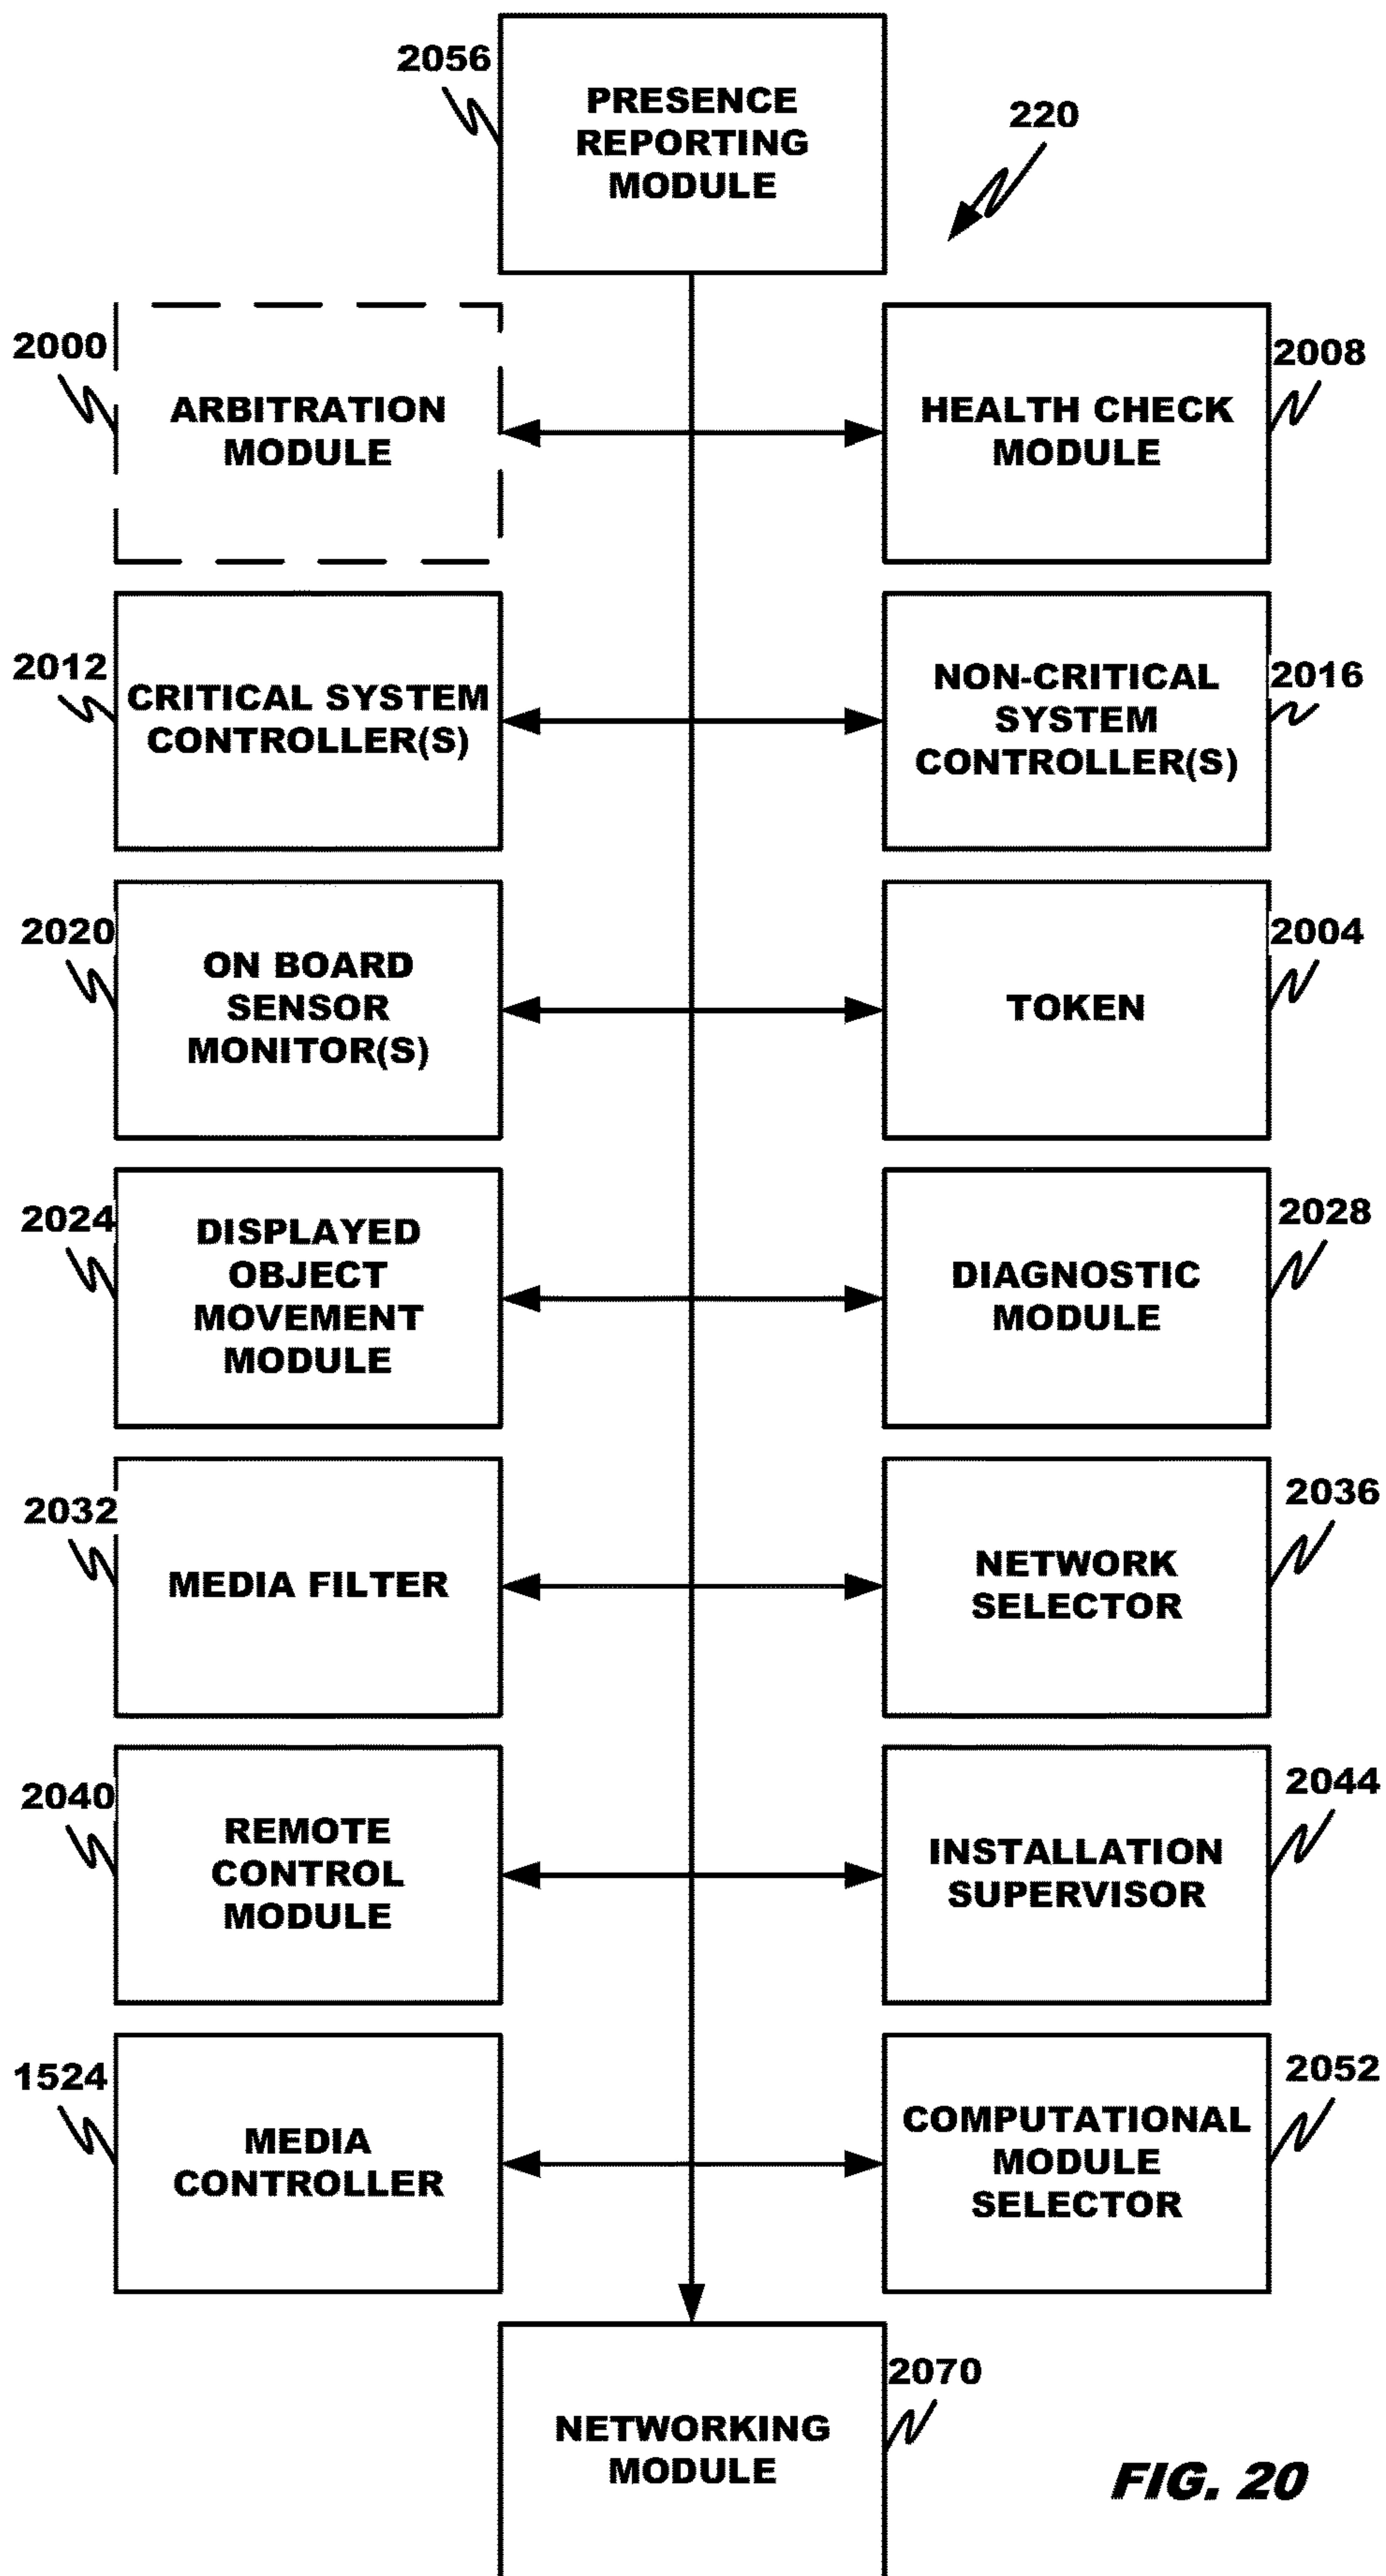 2056
PRESENCE
REPORTING
MODULE
220
2000
ARBITRATION
MODULE
2008
HEALTH CHECK
MODULE
2012
CRITICAL SYSTEM
CONTROLLER(S)
2016
NON-CRITICAL
SYSTEM
CONTROLLER(S)
2020
ON BOARD
SENSOR
MONITOR(S)
2004
TOKEN
2024
DISPLAYED
OBJECT
MOVEMENT
MODULE
2028
DIAGNOSTIC
MODULE
2032
MEDIA FILTER
2036
NETWORK
SELECTOR
2040
REMOTE
CONTROL
MODULE
2044
INSTALLATION
SUPERVISOR
1524
MEDIA
CONTROLLER
2052
COMPUTATIONAL
MODULE
SELECTOR
2070
NETWORKING
MODULE
FIG. 20